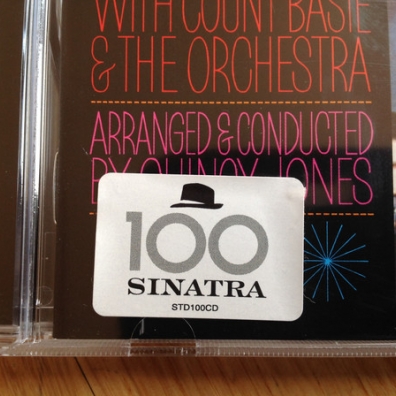 WITH COUNT BASIE
& THE ORCHESTRA
ARRANGED & CONDUCTED
BY QUINCY JONES
100
SINATRA
STD100CD